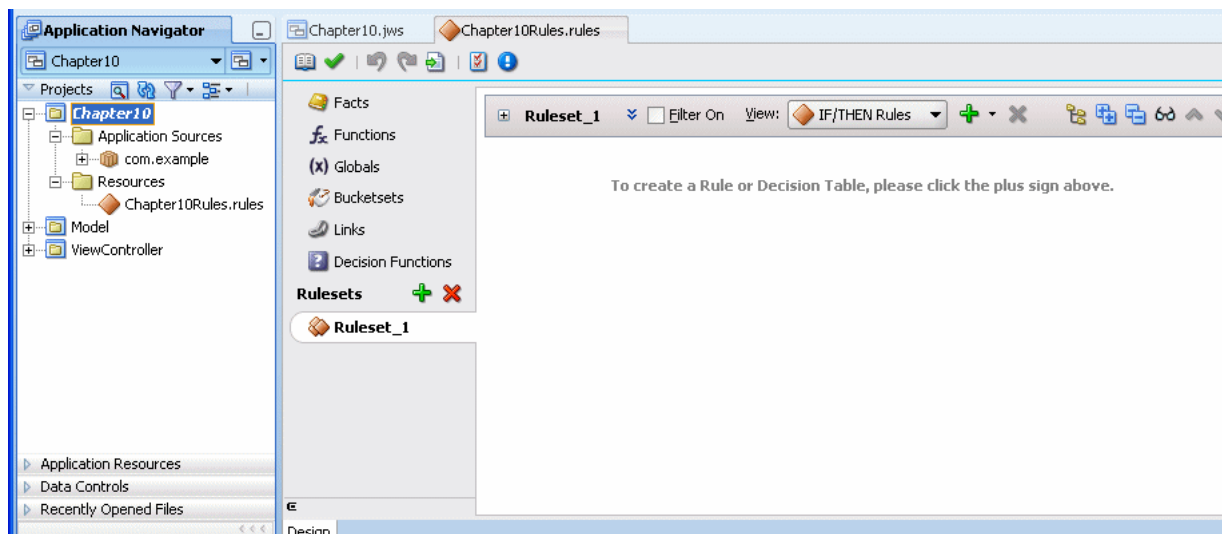 Application Navigator
Chapter10
Projects
Chapter10
Application Sources
com.example
Resources
Chapter10Rules.rules
Model
ViewController
Application Resources
Data Controls
Recently Opened Files
Chapter10.jws
Chapter10Rules.rules
Facts
fx Functions
(x) Globals
Bucketsets
Links
Decision Functions
Rulesets
Ruleset_1
Ruleset_1 Filter On View: IF/THEN Rules
To create a Rule or Decision Table, please click the plus sign above.
Design